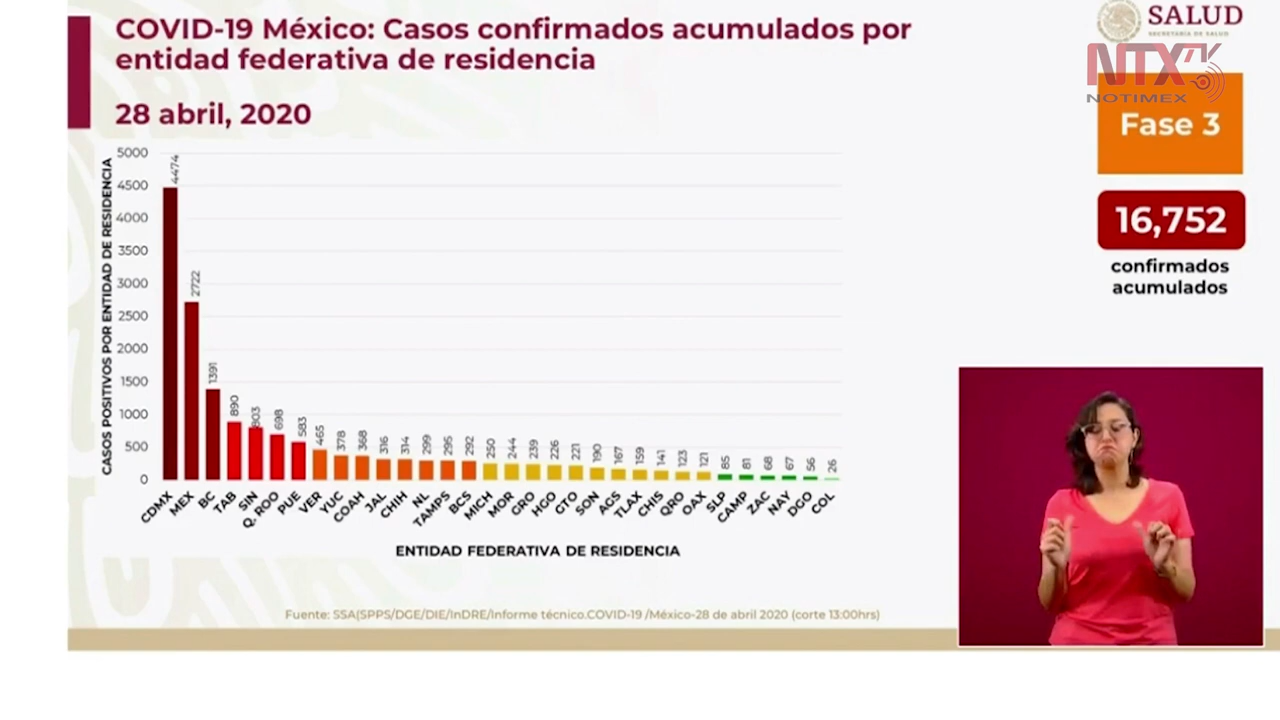 COVID-19 México: Casos confirmados acumulados por
entidad federativa de residencia
28 abril, 2020
SALUD
SECRETARÍA DE SALUD
NTX
NOTIMEX
Fase 3
16,752
confirmados
acumulados
CASOS POSITIVOS POR ENTIDAD DE RESIDENCIA
5000
4500
4000
3500
3000
2500
2000
1500
1000
500
0
4474 2722 1391 890 803 698 583 465 378 368 316 314 299 295 292 250 244 239 226 221 190 167 159 141 123 121 85 81 68 67 56 26
CDMX MEX BC TAB SIN Q. ROO PUE VER YUC COAH JAL CHIH NL TAMPS BCS MICH MOR GRO HGO GTO SON AGS TLAX CHIS QRO OAX SLP CAMP ZAC NAY DGO COL
ENTIDAD FEDERATIVA DE RESIDENCIA
Fuente: SSA(SPPS/DGE/DIE/InDRE/Informe técnico.COVID-19 /México-28 de abril 2020 (corte 13:00hrs)